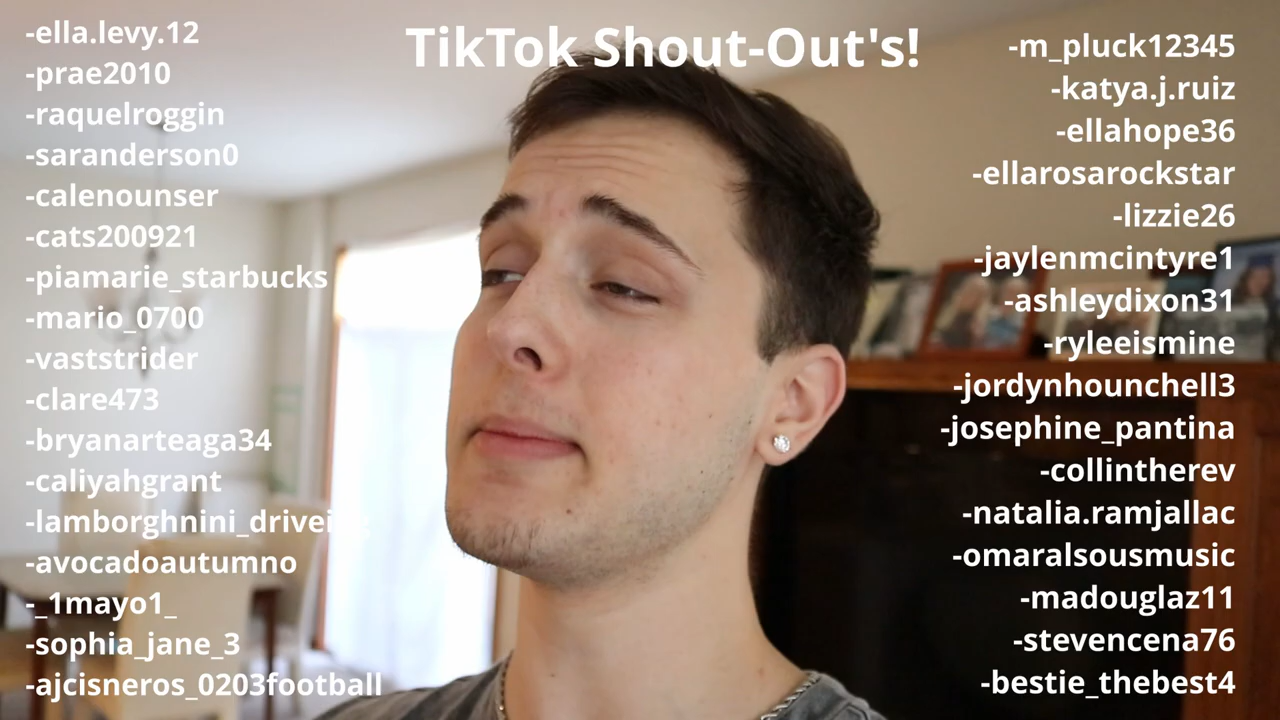 TikTok Shout-Out's!
-ella.levy.12
-prae2010
-raquelroggin
-saranderson0
-calenounser
-cats200921
-piamarie_starbucks
-mario_0700
-vaststrider
-clare473
-bryanarteaga34
-caliyahgrant
-avocadoautumno
-_1mayo1_
-sophia_jane_3
-ajcisneros_0203football
-m_pluck12345
-katya.j.ruiz
-ellahope36
-ellarosarockstar
-lizzie26
-jaylenmcintyre1
-ashleydixon31
-ryleeismine
-jordynhounchell3
-josephine_pantina
-collintherev
-natalia.ramjallac
-omaralsousmusic
-madouglaz11
-stevencena76
-bestie_thebest4